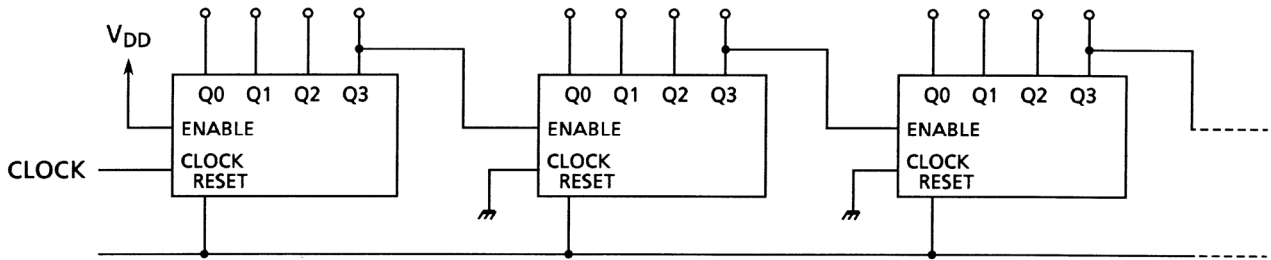 V_DD
Q0 Q1 Q2 Q3 Q0 Q1 Q2 Q3 Q0 Q1 Q2 Q3
ENABLE ENABLE ENABLE
CLOCK CLOCK CLOCK CLOCK
RESET RESET RESET